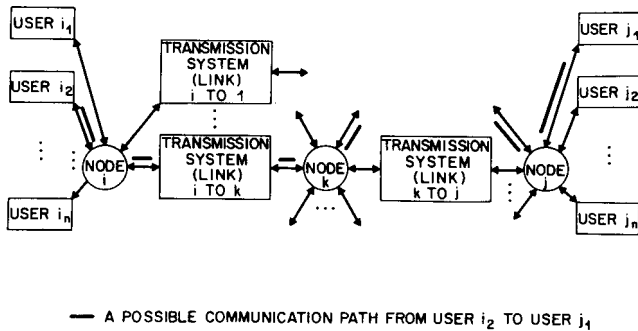 USER i1
USER i2
USER in
NODE
i
TRANSMISSION
SYSTEM
(LINK)
i TO 1
TRANSMISSION
SYSTEM
(LINK)
i TO k
NODE
k
TRANSMISSION
SYSTEM
(LINK)
k TO j
NODE
j
USER j1
USER j2
USER jn
— A POSSIBLE COMMUNICATION PATH FROM USER i2 TO USER j1